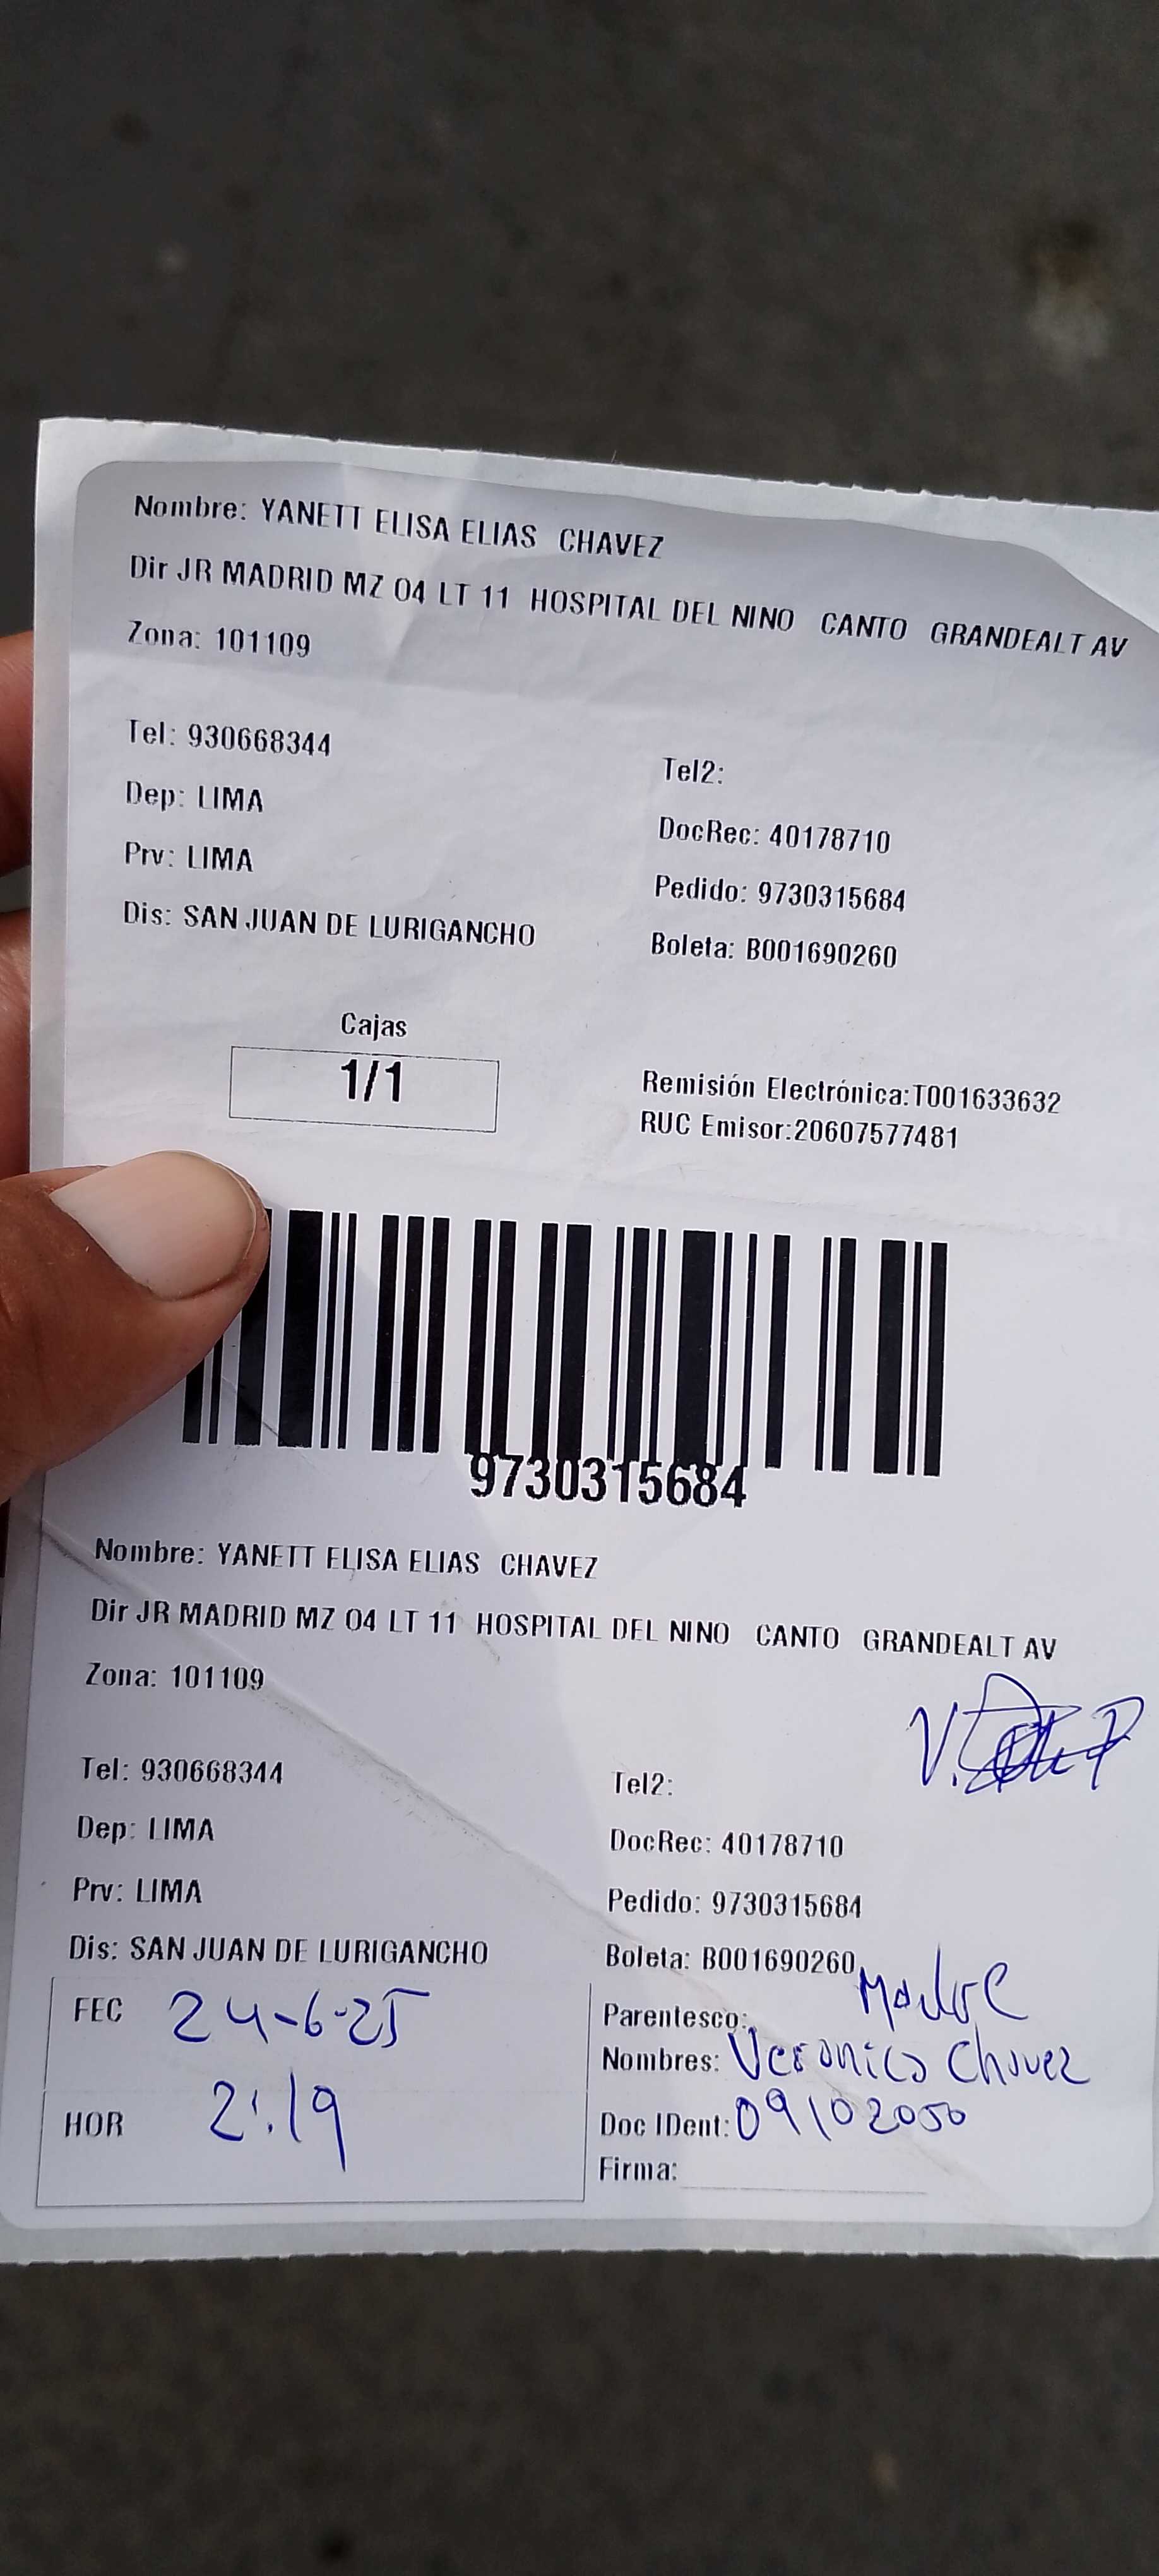 Nombre: YANETT ELISA ELIAS CHAVEZ
Dir JR MADRID MZ 04 LT 11 HOSPITAL DEL NINO CANTO GRANDEALT AV
Zona: 101109
Tel: 930668344
Tel2:
Dep: LIMA
DocRec: 40178710
Prv: LIMA
Pedido: 9730315684
Dis: SAN JUAN DE LURIGANCHO
Boleta: B001690260
Cajas
1/1
Remisión Electrónica:T001633632
RUC Emisor:20607577481
9730315684
Nombre: YANETT ELISA ELIAS CHAVEZ
Dir JR MADRID MZ 04 LT 11 HOSPITAL DEL NINO CANTO GRANDEALT AV
Zona: 101109
Tel: 930668344
Tel2:
Dep: LIMA
DocRec: 40178710
Prv: LIMA
Pedido: 9730315684
Dis: SAN JUAN DE LURIGANCHO
Boleta: B001690260
FEC 24-6-25
Parentesco: Madre
Nombres: Veronica Chavez
HOR 2:19
Doc IDent: 09102050
Firma: